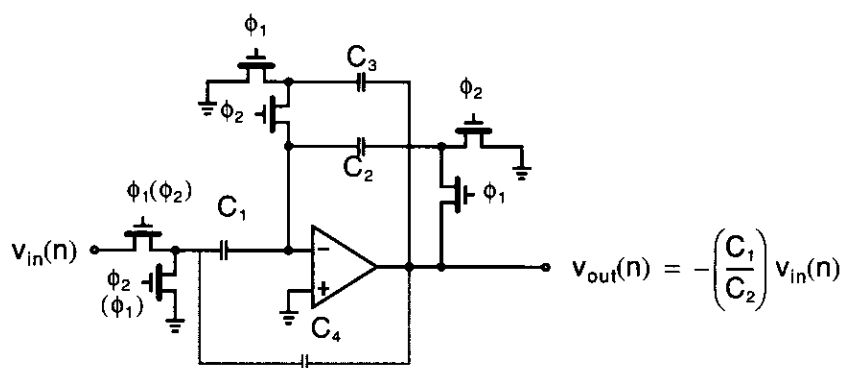 ϕ₁
C₃
ϕ₂
ϕ₂
C₂
ϕ₁
ϕ₁(ϕ₂)
C₁
vᵢₙ(n)
−
vₒᵤₜ(n) = −(C₁/C₂) vᵢₙ(n)
ϕ₂
(ϕ₁)
+
C₄